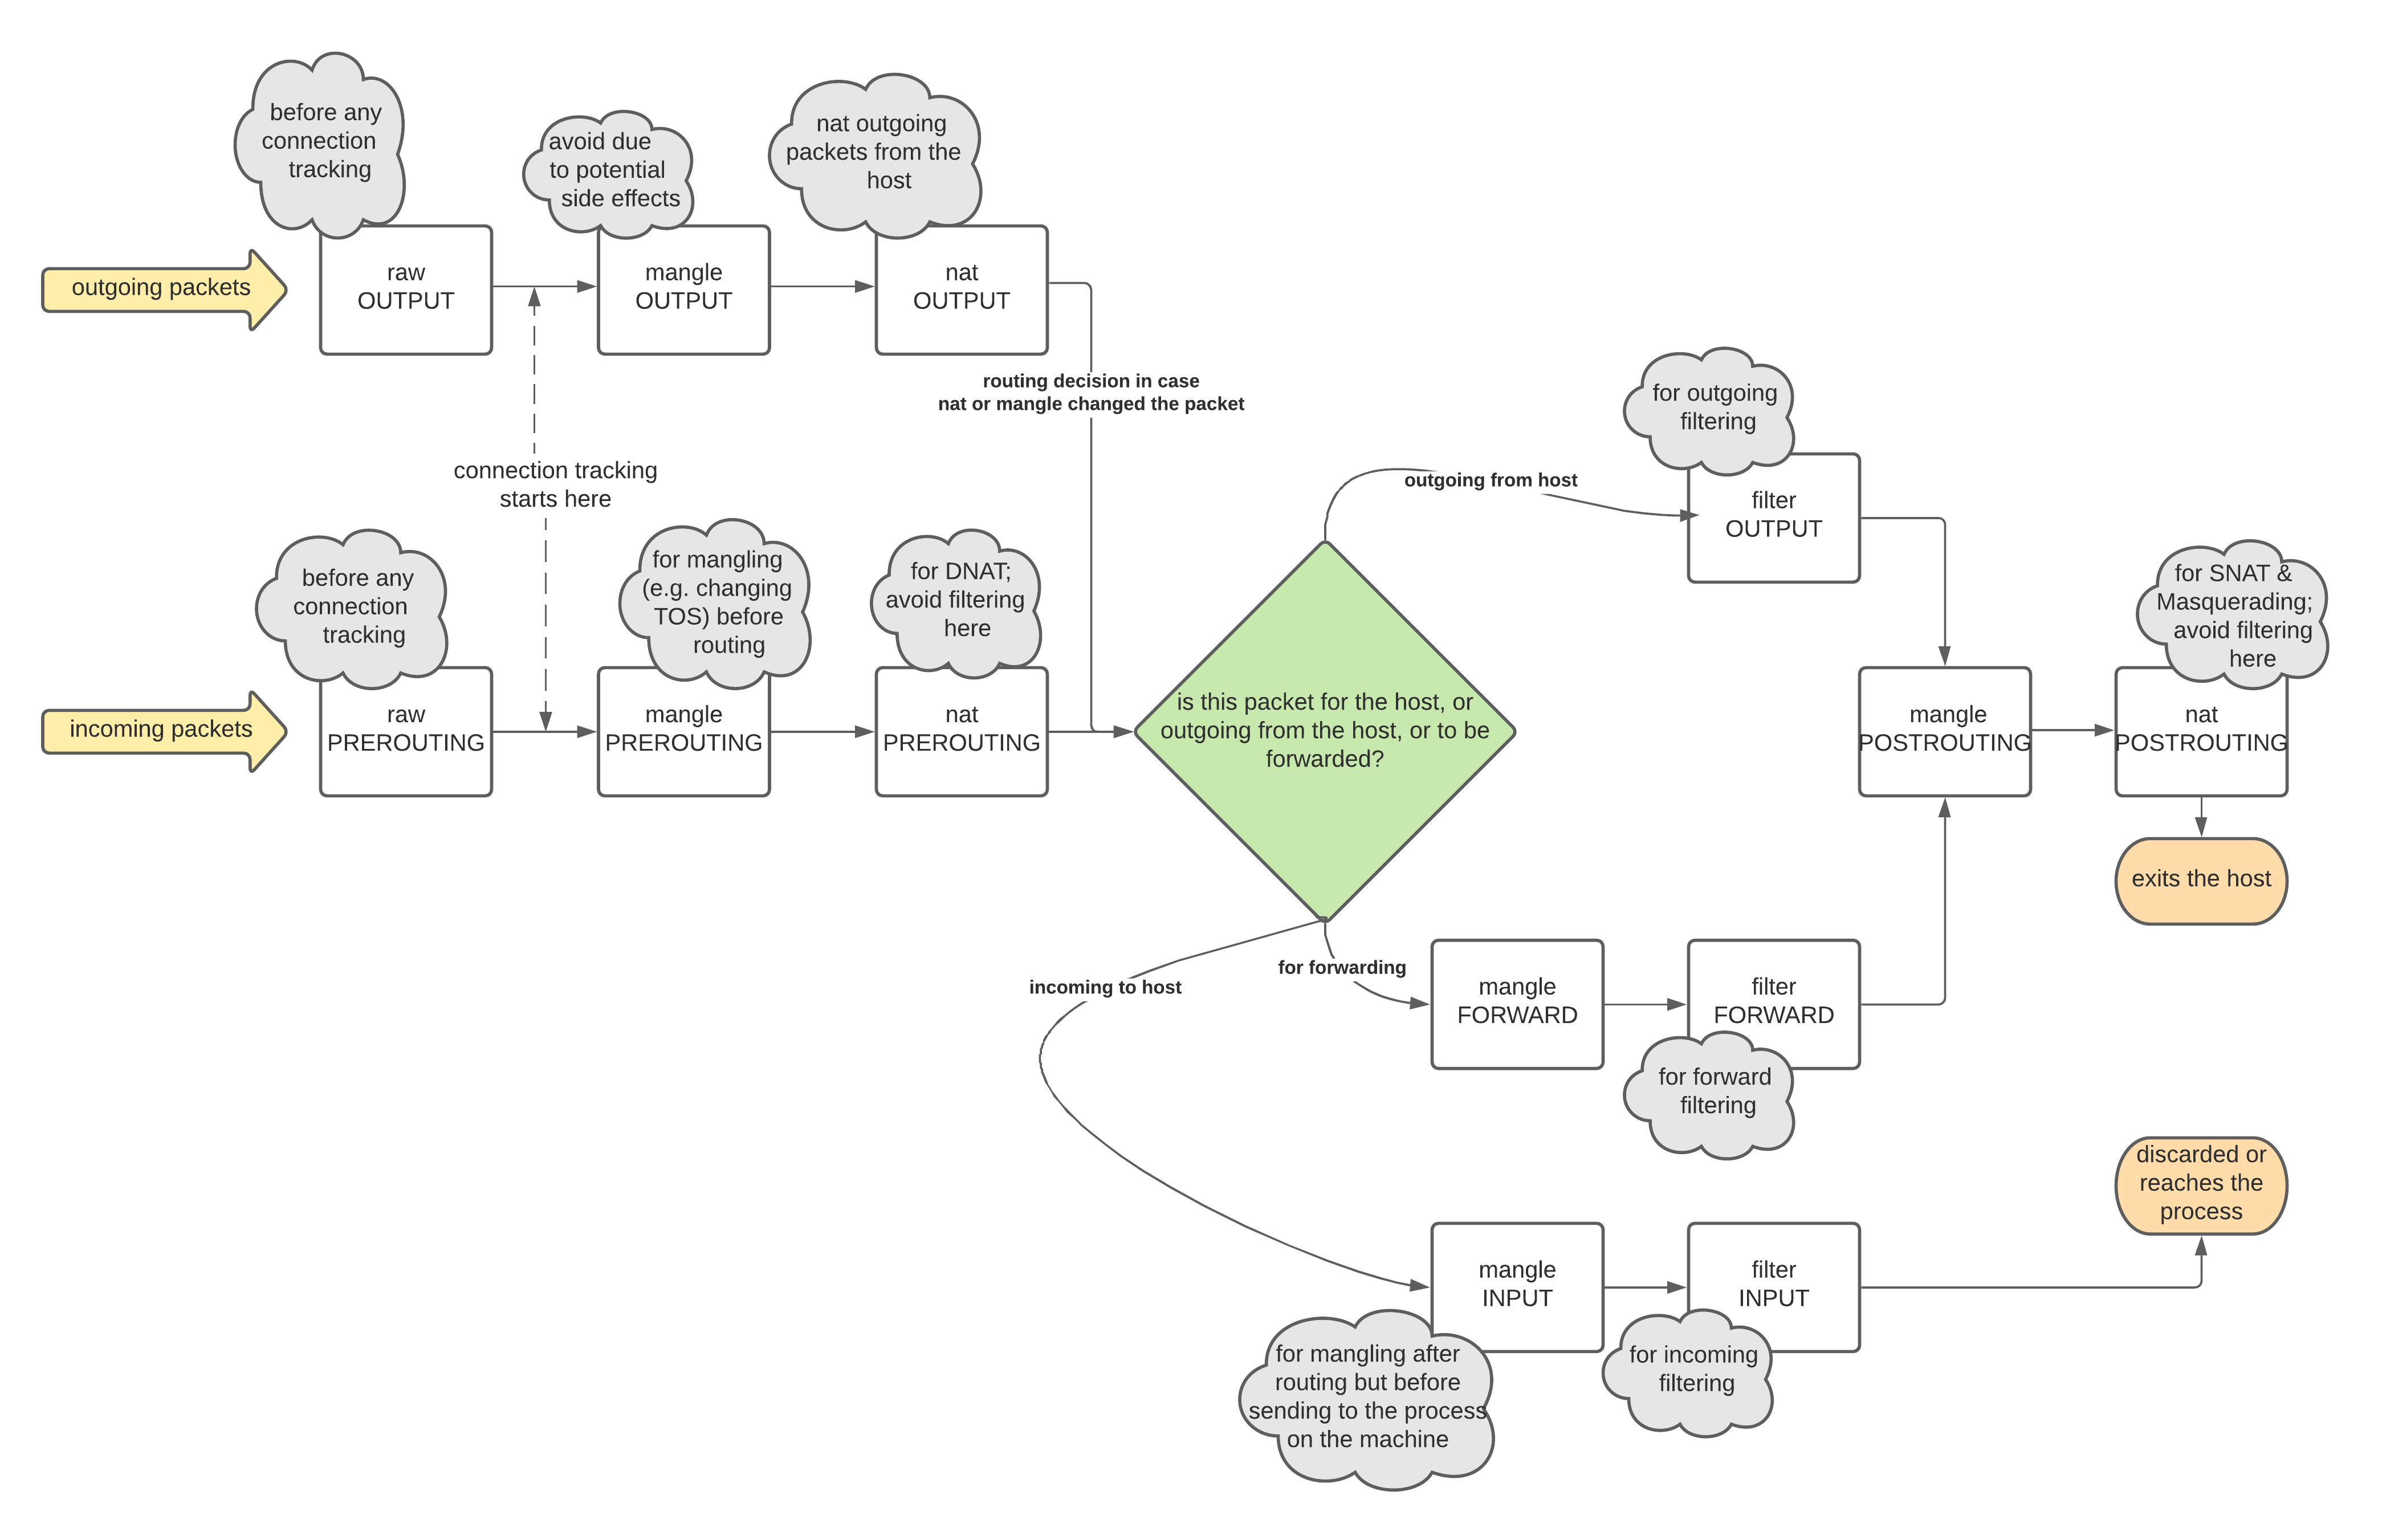 before any
connection
tracking
avoid due
to potential
side effects
nat outgoing
packets from the
host
outgoing packets
raw
OUTPUT
mangle
OUTPUT
nat
OUTPUT
routing decision in case
nat or mangle changed the packet
connection tracking
starts here
before any
connection
tracking
for mangling
(e.g. changing
TOS) before
routing
for DNAT;
avoid filtering
here
incoming packets
raw
PREROUTING
mangle
PREROUTING
nat
PREROUTING
is this packet for the host, or
outgoing from the host, or to be
forwarded?
outgoing from host
for outgoing
filtering
filter
OUTPUT
for SNAT &
Masquerading;
avoid filtering
here
mangle
POSTROUTING
nat
POSTROUTING
exits the host
for forwarding
incoming to host
mangle
FORWARD
filter
FORWARD
for forward
filtering
discarded or
reaches the
process
mangle
INPUT
filter
INPUT
for mangling after
routing but before
sending to the process
on the machine
for incoming
filtering